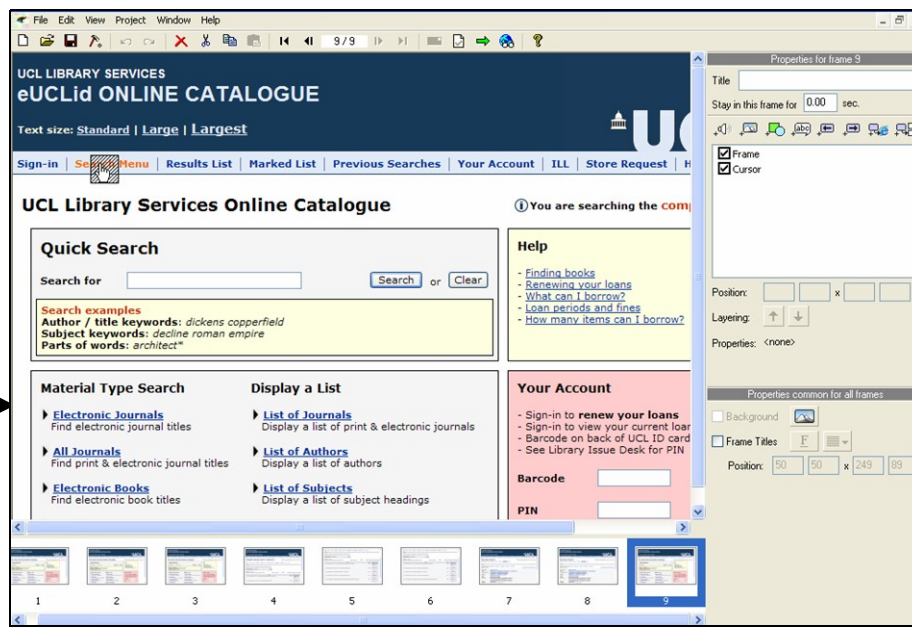 File Edit View Project Window Help
9/9
Properties for frame 9
UCL LIBRARY SERVICES
eUCLid ONLINE CATALOGUE
Text size: Standard | Large | Largest
Title
Stay in this frame for 0.00 sec.
Sign-in | Search Menu | Results List | Marked List | Previous Searches | Your Account | ILL | Store Request | H
Frame
Cursor
UCL Library Services Online Catalogue
You are searching the comp
Quick Search
Search for Search or Clear
Search examples
Author / title keywords: dickens copperfield
Subject keywords: decline roman empire
Parts of words: architect*
Help
- Finding books
- Renewing your loans
- What can I borrow?
- Loan periods and fines
- How many items can I borrow?
Position: x
Layering:
Properties: <none>
Material Type Search
Electronic Journals
Find electronic journal titles
All Journals
Find print & electronic journal titles
Electronic Books
Find electronic book titles
Display a List
List of Journals
Display a list of print & electronic journals
List of Authors
Display a list of authors
List of Subjects
Display a list of subject headings
Your Account
- Sign-in to renew your loans
- Sign-in to view your current loan
- Barcode on back of UCL ID card
- See Library Issue Desk for PIN
Barcode
PIN
Properties common for all frames
Background
Frame Titles F
Position: 50 50 x 249 89
1 2 3 4 5 6 7 8 9